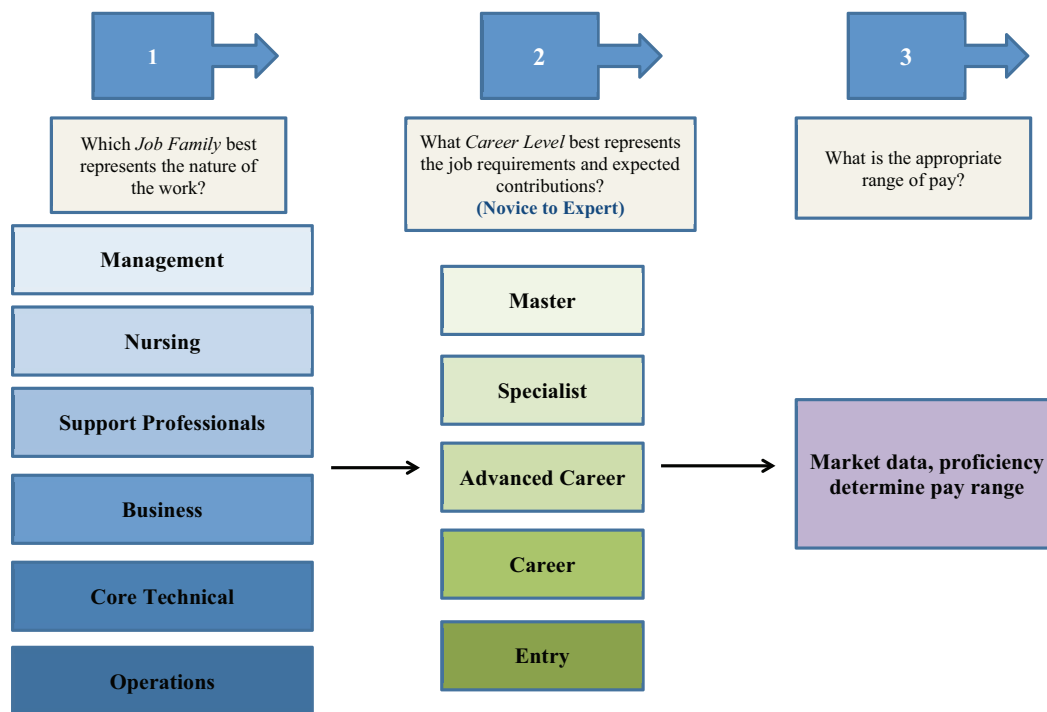 1
2
3
Which Job Family best
represents the nature of
the work?
What Career Level best represents
the job requirements and expected
contributions?
(Novice to Expert)
What is the appropriate
range of pay?
Management
Nursing
Support Professionals
Business
Core Technical
Operations
Master
Specialist
Advanced Career
Career
Entry
Market data, proficiency
determine pay range